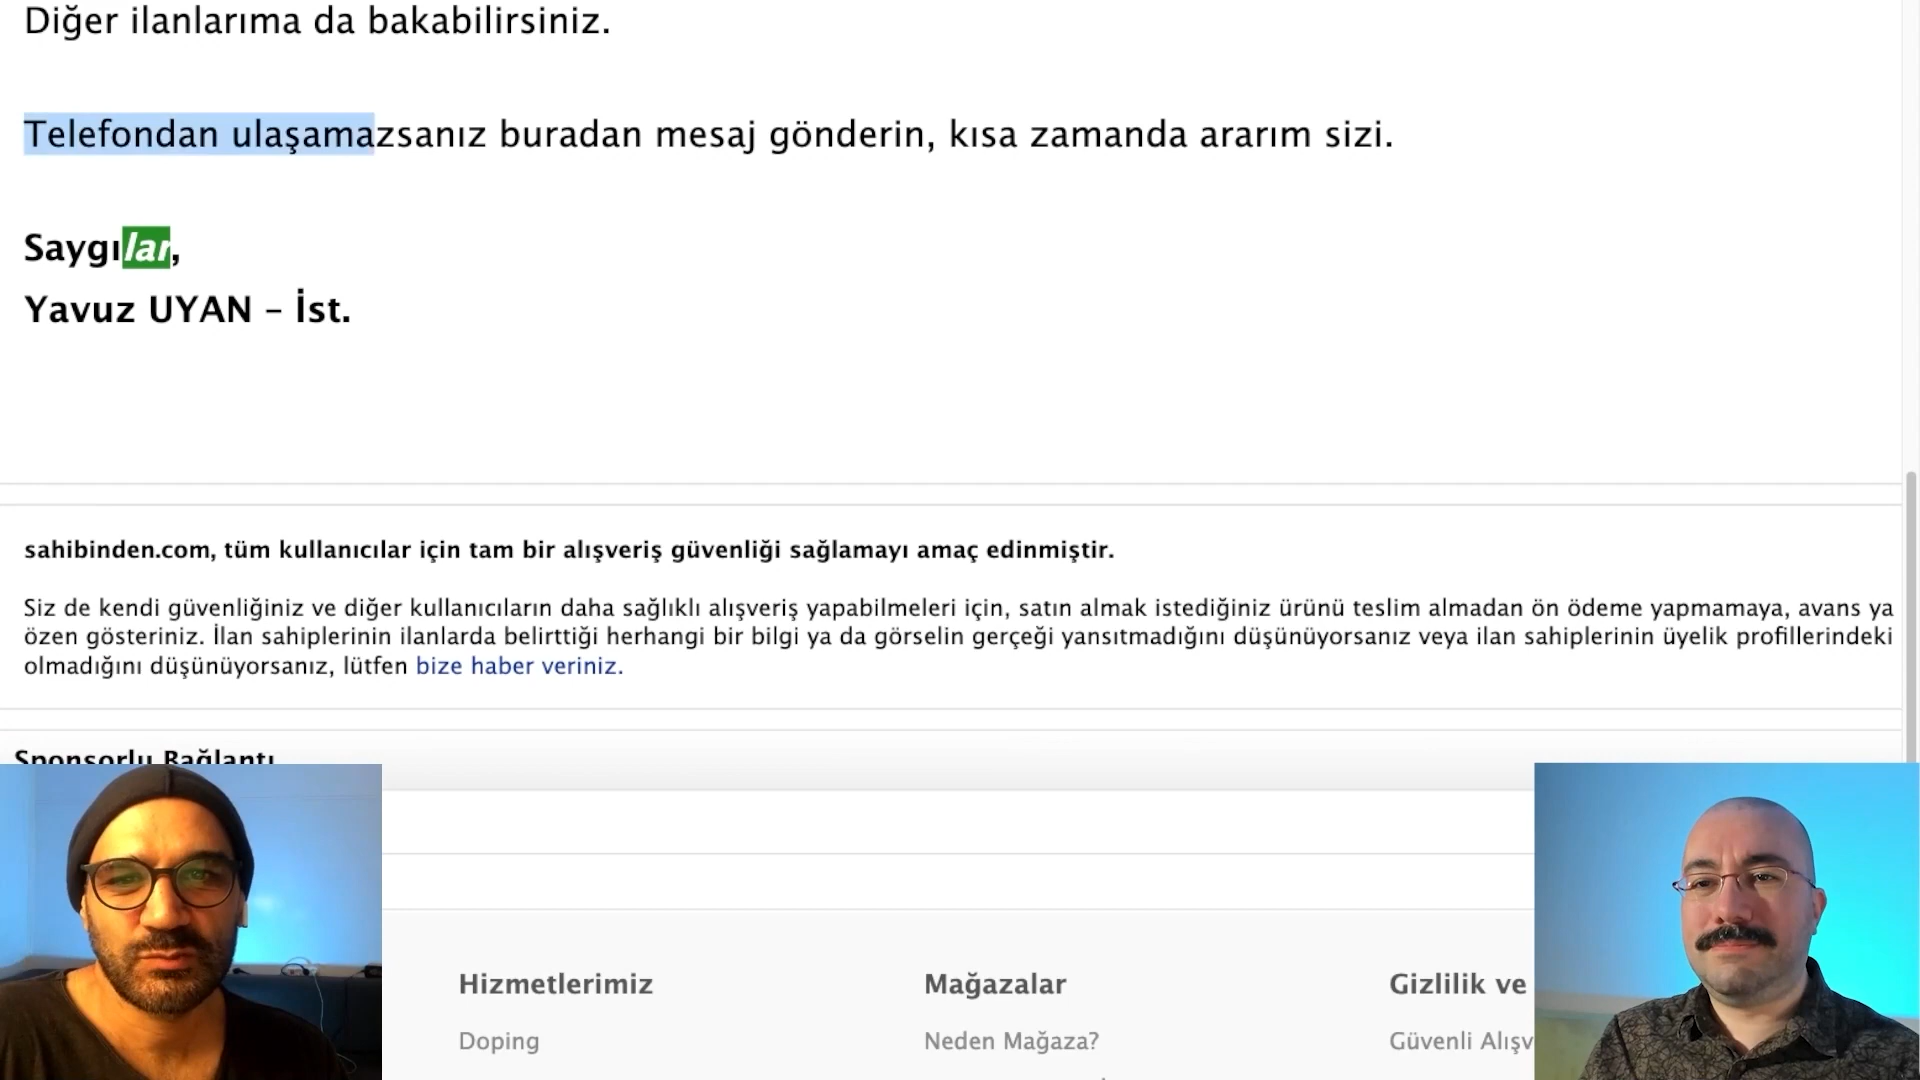 Diğer ilanlarıma da bakabilirsiniz.
Telefondan ulaşamazsanız buradan mesaj gönderin, kısa zamanda ararım sizi.
Saygılar,
Yavuz UYAN – İst.
sahibinden.com, tüm kullanıcılar için tam bir alışveriş güvenliği sağlamayı amaç edinmiştir.
Siz de kendi güvenliğiniz ve diğer kullanıcıların daha sağlıklı alışveriş yapabilmeleri için, satın almak istediğiniz ürünü teslim almadan ön ödeme yapmamaya, avans ya
özen gösteriniz. İlan sahiplerinin ilanlarda belirttiği herhangi bir bilgi ya da görselin gerçeği yansıtmadığını düşünüyorsanız veya ilan sahiplerinin üyelik profillerindeki
olmadığını düşünüyorsanız, lütfen bize haber veriniz.
Sponsorlu Bağlantı
Hizmetlerimiz
Mağazalar
Gizlilik ve
Doping
Neden Mağaza?
Güvenli Alışv